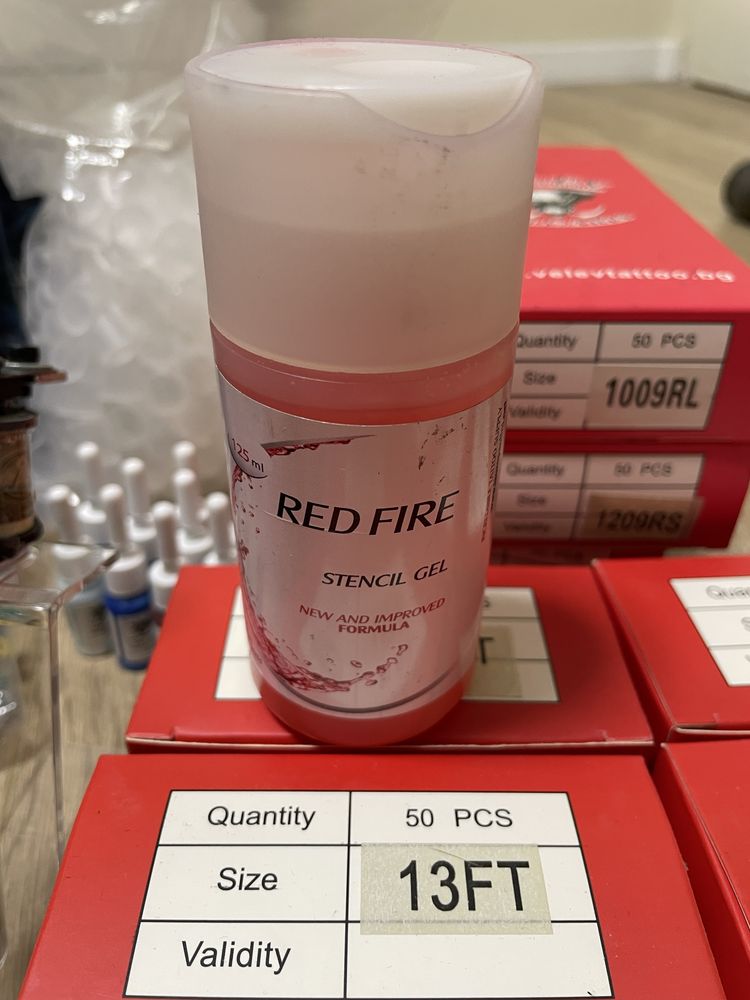 .velevtattoo.bg
Quantity 50 PCS
Size 1009RL
Validity
Quantity 50 PCS
Size 1209RS
Validity
125 ml
RED FIRE
STENCIL GEL
NEW AND IMPROVED
FORMULA
Quantity 50 PCS
Size 13FT
Validity